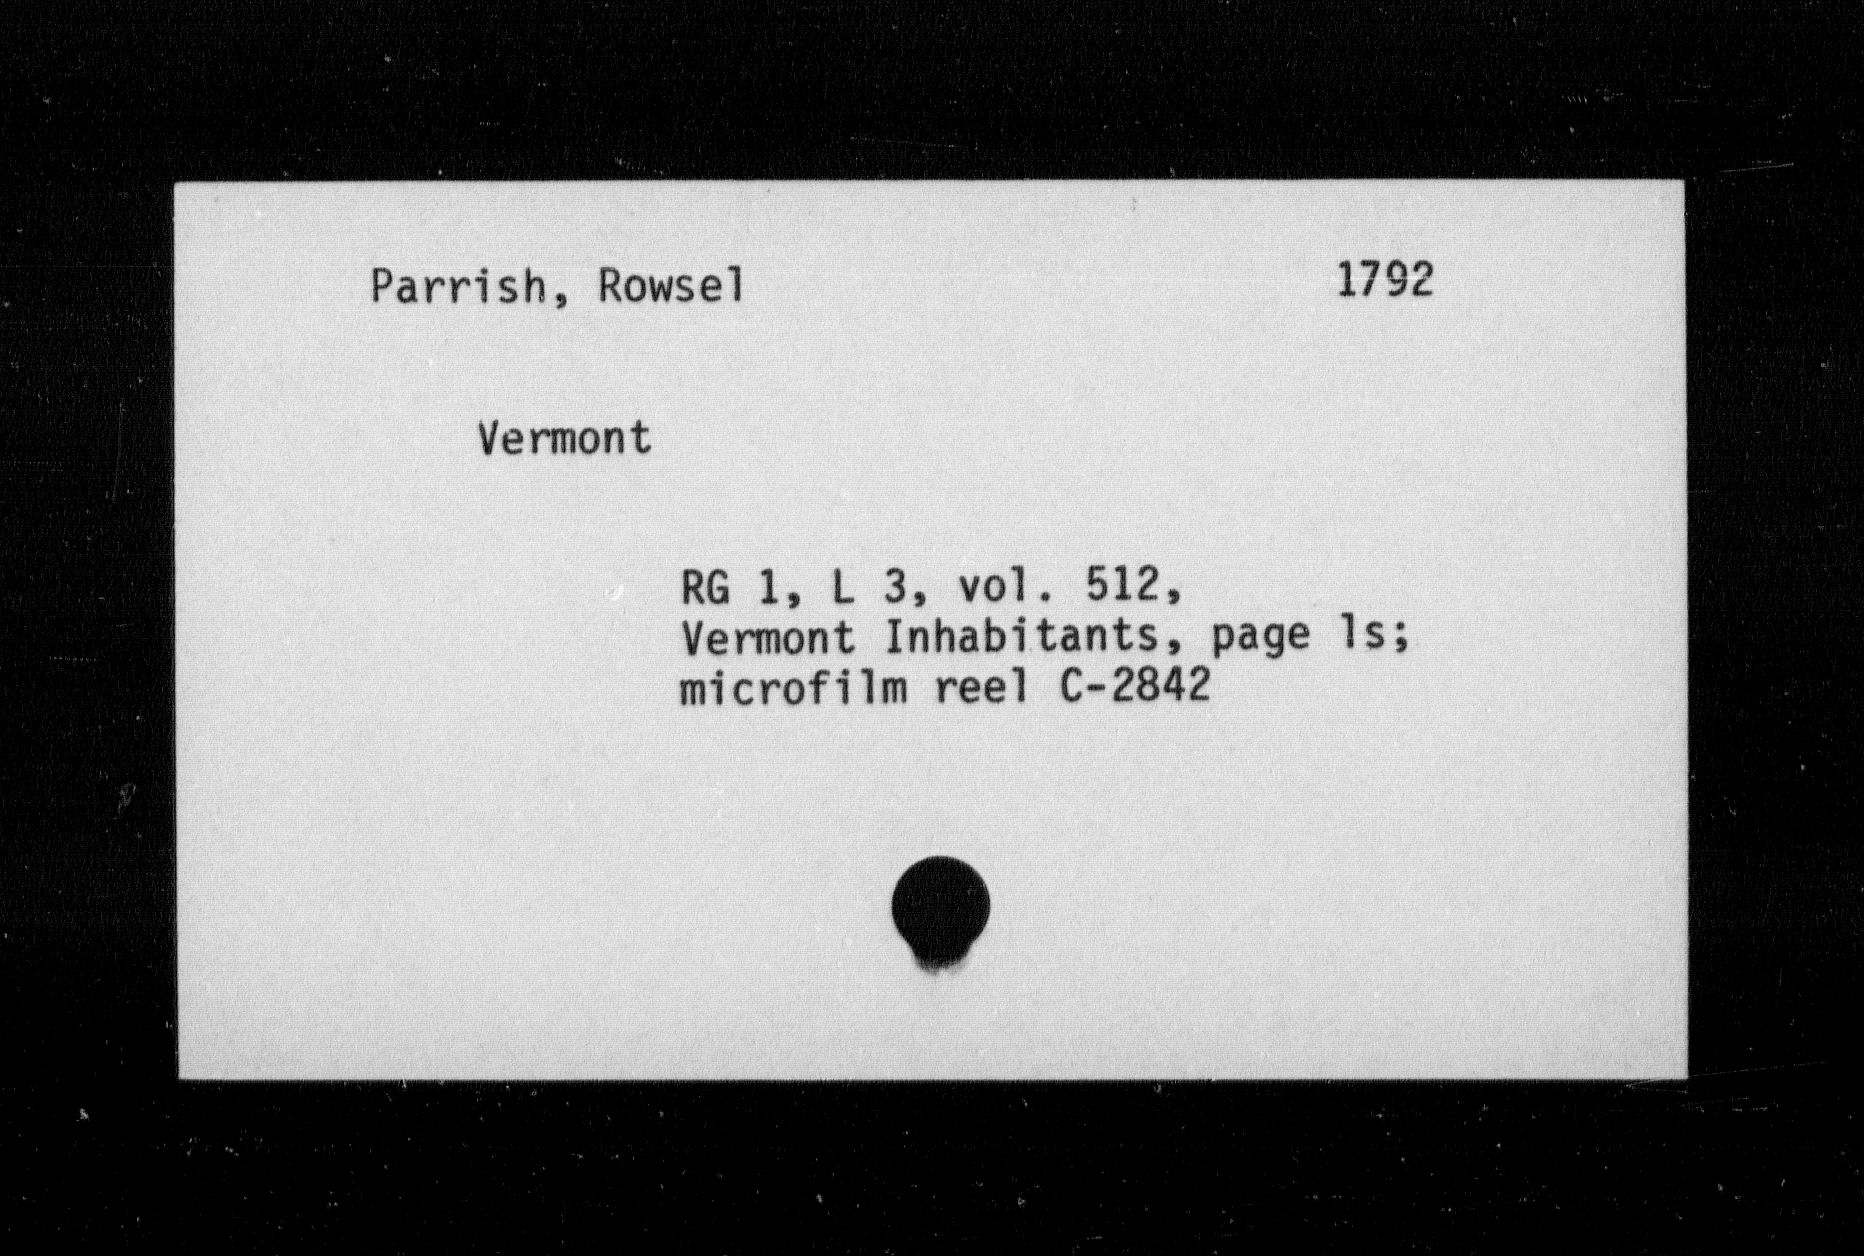 Parrish, Rowsel 1792
Vermont
RG 1, L 3, vol. 512,
Vermont Inhabitants, page 1s;
microfilm reel C-2842